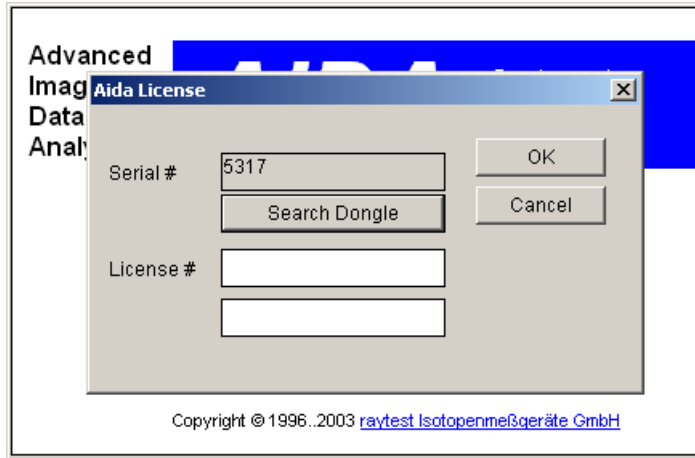 Advanced
Imag
Data
Analy
Aida License
Serial #
5317
OK
Search Dongle
Cancel
License #
Copyright © 1996..2003 raytest Isotopenmeßgeräte GmbH